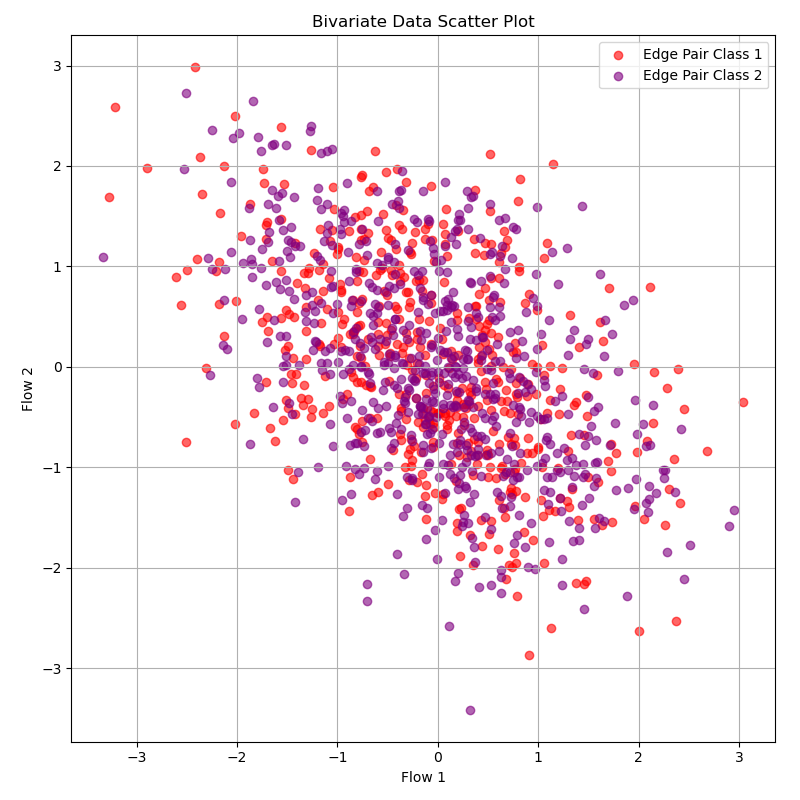 Bivariate Data Scatter Plot
Edge Pair Class 1
Edge Pair Class 2
3
2
1
0
−1
−2
−3
Flow 2
−3 −2 −1 0 1 2 3
Flow 1